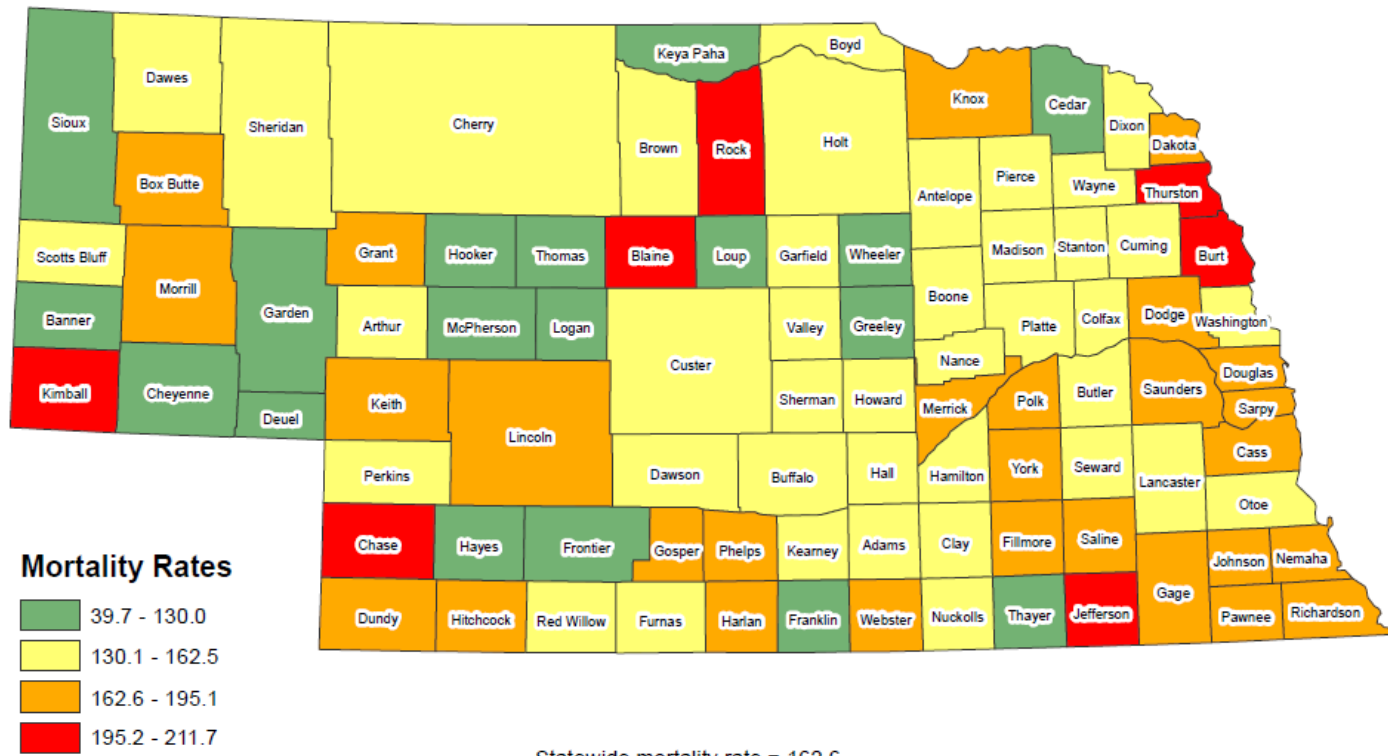 Keya Paha
Boyd
Dawes
Knox
Cedar
Sioux
Cherry
Dixon
Sheridan
Holt
Brown
Rock
Dakota
Box Butte
Pierce
Wayne
Thurston
Antelope
Scotts Bluff
Grant
Hooker
Thomas
Blaine
Loup
Garfield
Wheeler
Madison
Stanton
Cuming
Burt
Morrill
Boone
Banner
Garden
Arthur
McPherson
Logan
Valley
Greeley
Platte
Colfax
Dodge
Washington
Nance
Custer
Douglas
Kimball
Cheyenne
Keith
Sherman
Howard
Merrick
Polk
Butler
Saunders
Sarpy
Deuel
Lincoln
Cass
Perkins
Dawson
Buffalo
Hall
Hamilton
York
Seward
Lancaster
Otoe
Chase
Hayes
Frontier
Gosper
Phelps
Kearney
Adams
Clay
Fillmore
Saline
Johnson
Nemaha
Dundy
Hitchcock
Red Willow
Furnas
Harlan
Franklin
Webster
Nuckolls
Thayer
Jefferson
Gage
Pawnee
Richardson
Mortality Rates
39.7 - 130.0
130.1 - 162.5
162.6 - 195.1
195.2 - 211.7
Statewide mortality rate = 162.6